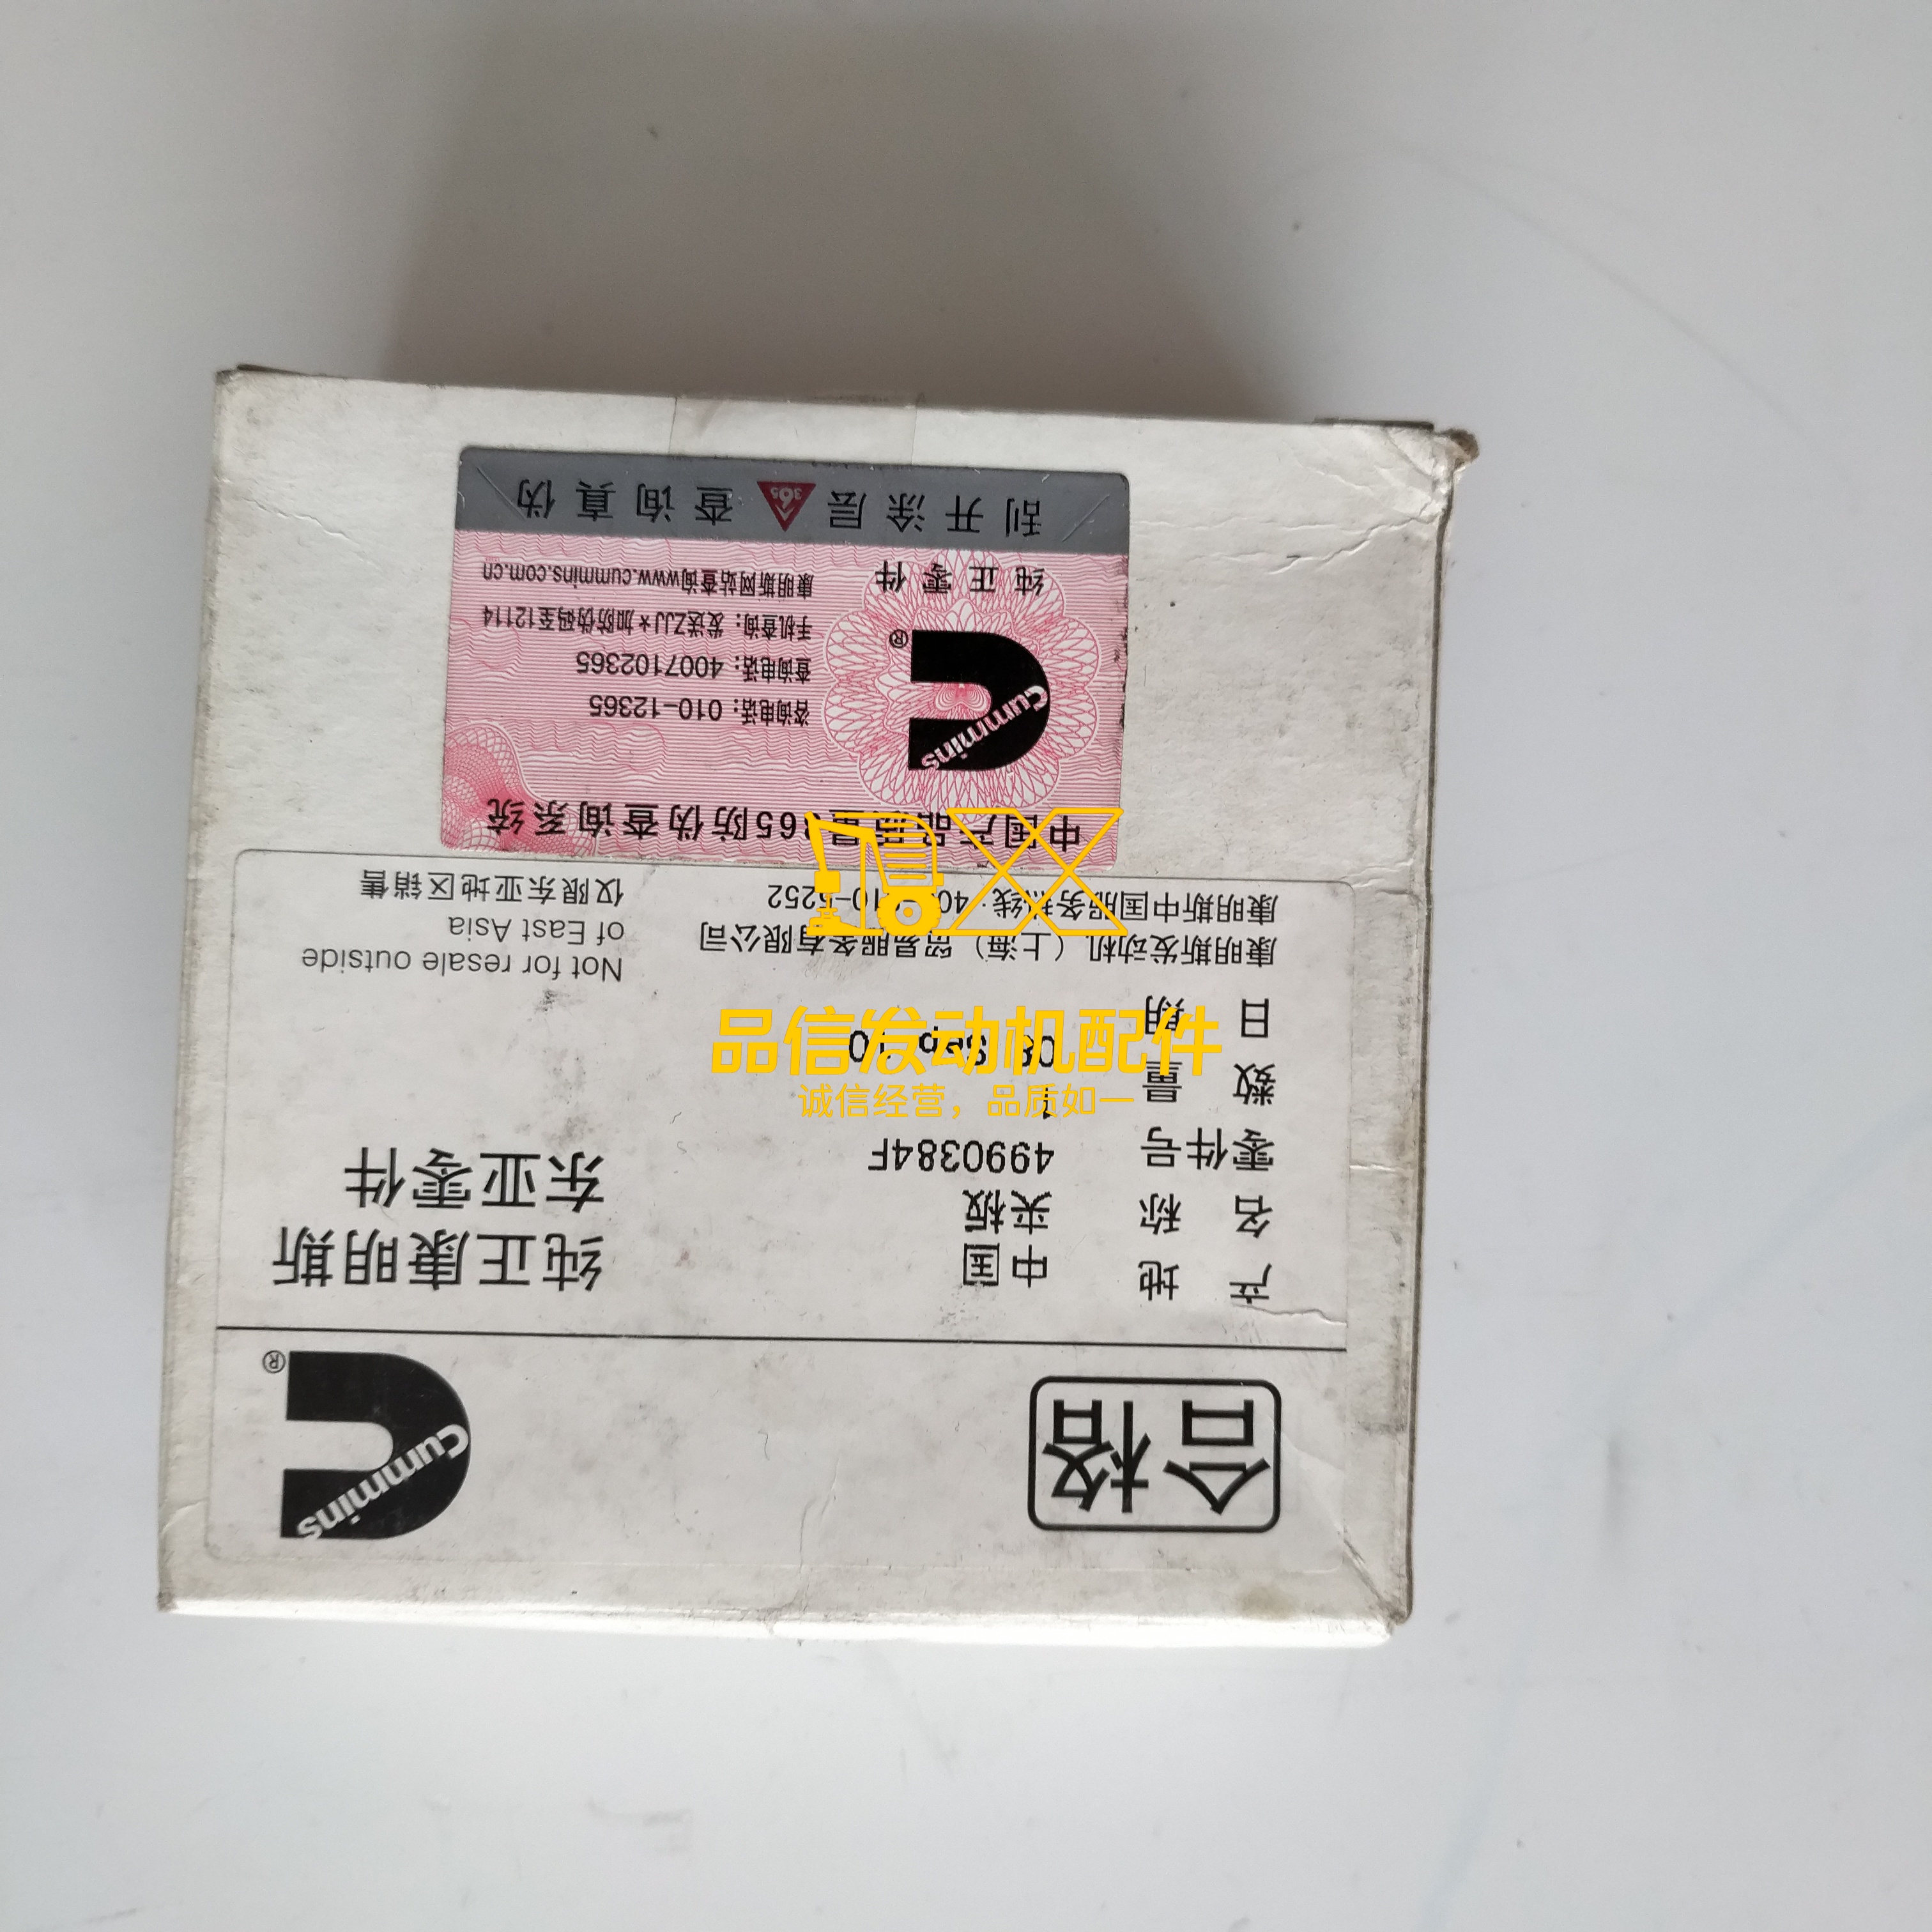 Cummins®
合格
纯正康明斯
东亚零件
产 地 中国
名 称 夹板
零件号 4990384F
数 量 1
日 期 08 Sep 10
康明斯发动机（上海）贸易服务有限公司
康明斯中国服务热线: 40 10-5252
Not for resale outside
of East Asia
仅限东亚地区销售
中国产品质量365防伪查询系统
Cummins®
纯正零件
咨询电话：010-12365
查询电话：4007102365
手机查询：发送ZJJ*加防伪码至12114
康明斯网站查询www.cummins.com.cn
刮开涂层 365 查询真伪
品信发动机配件
诚信经营，品质如一